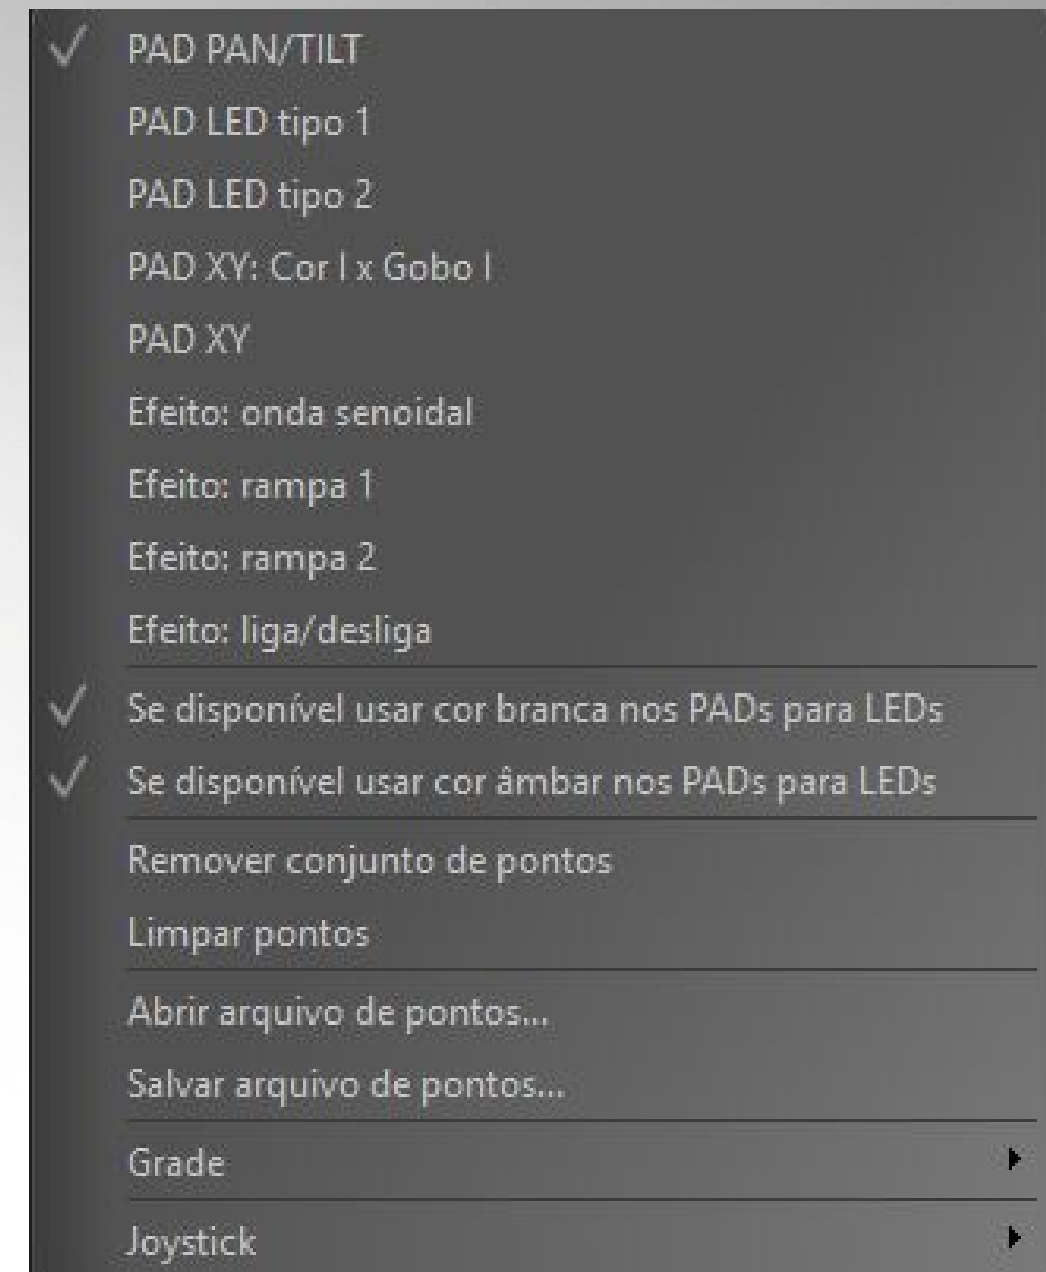 PAD PAN/TILT
PAD LED tipo 1
PAD LED tipo 2
PAD XY: Cor I x Gobo I
PAD XY
Efeito: onda senoidal
Efeito: rampa 1
Efeito: rampa 2
Efeito: liga/desliga
Se disponível usar cor branca nos PADs para LEDs
Se disponível usar cor âmbar nos PADs para LEDs
Remover conjunto de pontos
Limpar pontos
Abrir arquivo de pontos...
Salvar arquivo de pontos...
Grade
Joystick